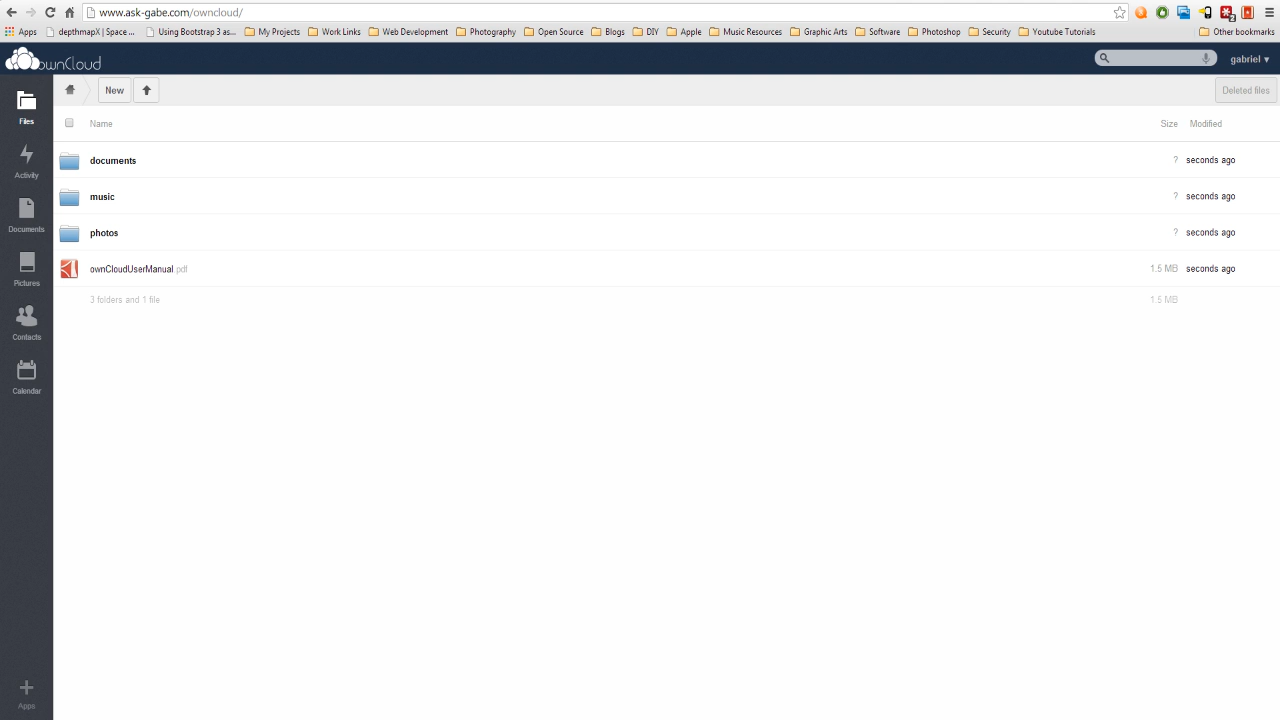 www.ask-gabe.com/owncloud/
Apps depthmapX | Space ... Using Bootstrap 3 as... My Projects Work Links Web Development Photography Open Source Blogs DIY Apple Music Resources Graphic Arts Software Photoshop Security Youtube Tutorials Other bookmarks
ownCloud gabriel ▾
Files
Activity
Documents
Pictures
Contacts
Calendar
Apps
New Deleted files
Name Size Modified
documents ? seconds ago
music ? seconds ago
photos ? seconds ago
ownCloudUserManual.pdf 1.5 MB seconds ago
3 folders and 1 file 1.5 MB